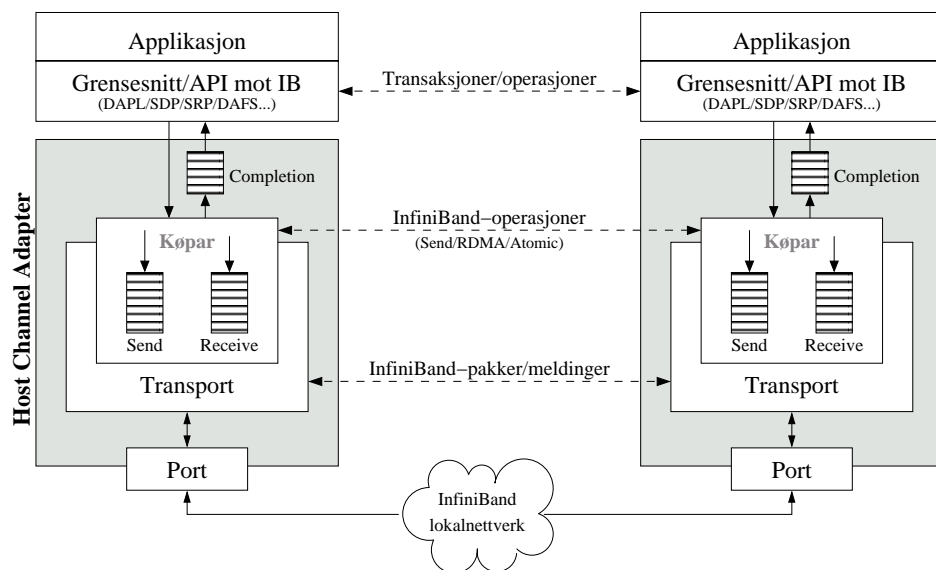 Applikasjon
Grensesnitt/API mot IB
(DAPL/SDP/SRP/DAFS...)
Transaksjoner/operasjoner
Applikasjon
Grensesnitt/API mot IB
(DAPL/SDP/SRP/DAFS...)
Host Channel Adapter
Completion
Completion
Køpar
InfiniBand−operasjoner
(Send/RDMA/Atomic)
Køpar
Send
Receive
Send
Receive
Transport
InfiniBand−pakker/meldinger
Transport
Port
Port
InfiniBand
lokalnettverk